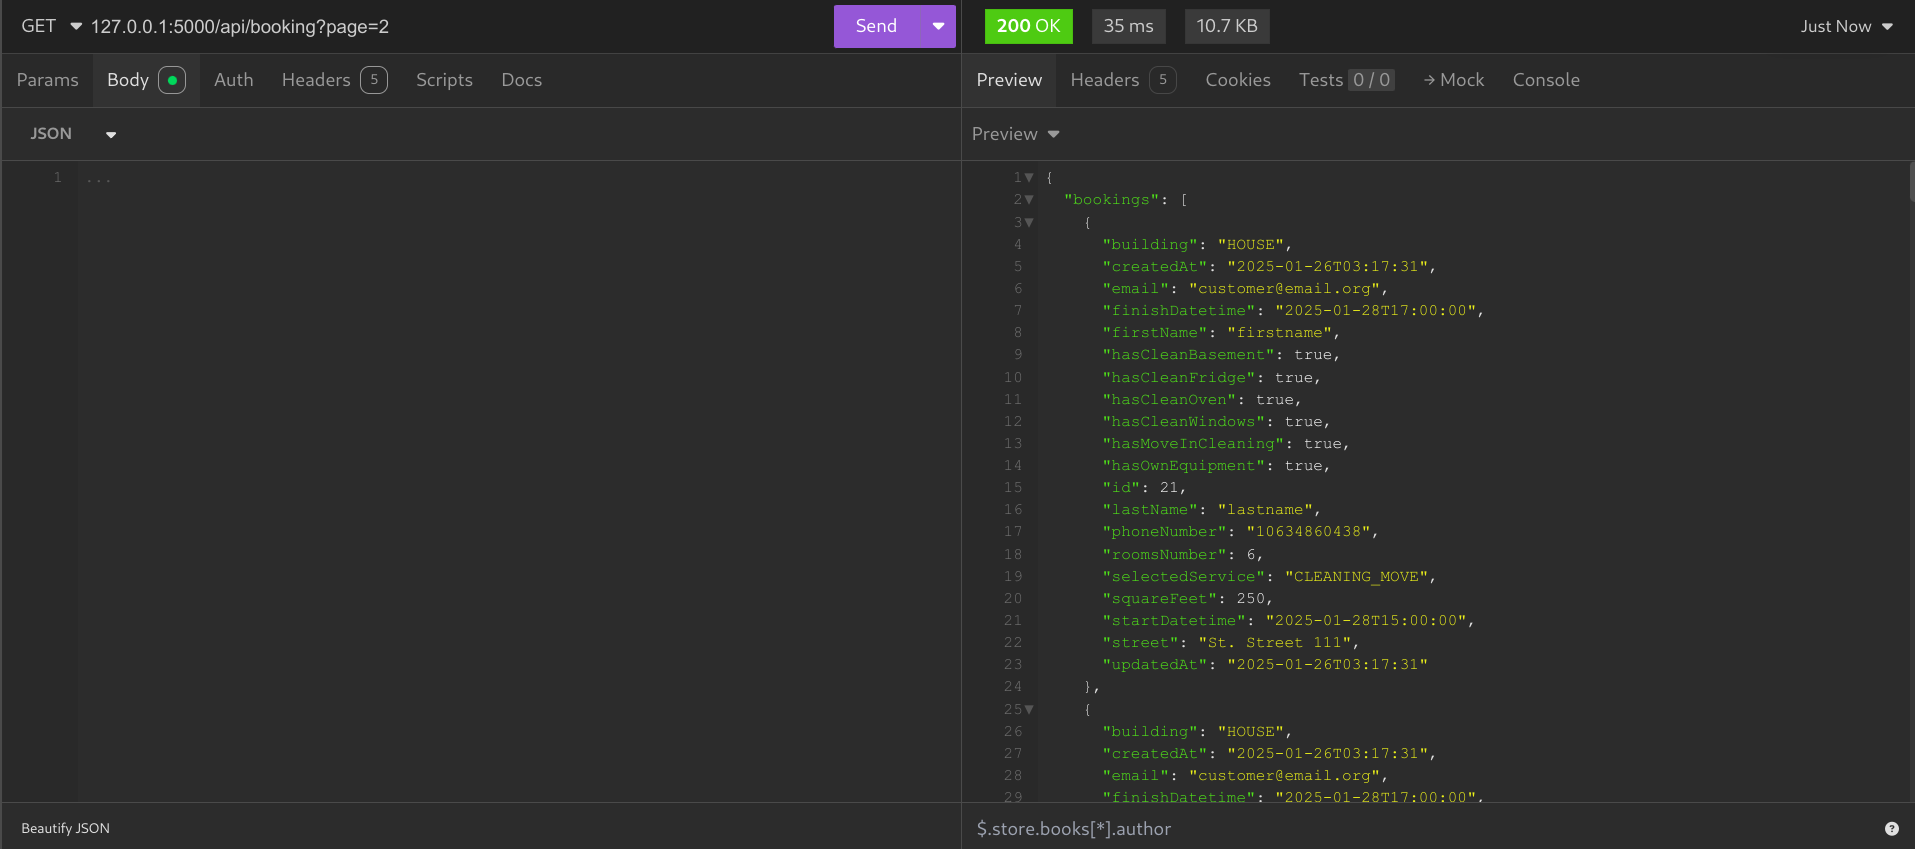 GET 127.0.0.1:5000/api/booking?page=2 Send
200 OK 35 ms 10.7 KB Just Now
Params Body Auth Headers 5 Scripts Docs
Preview Headers 5 Cookies Tests 0 / 0 → Mock Console
JSON
Preview
1 ...
1 {
2 "bookings": [
3 {
4 "building": "HOUSE",
5 "createdAt": "2025-01-26T03:17:31",
6 "email": "customer@email.org",
7 "finishDatetime": "2025-01-28T17:00:00",
8 "firstName": "firstname",
9 "hasCleanBasement": true,
10 "hasCleanFridge": true,
11 "hasCleanOven": true,
12 "hasCleanWindows": true,
13 "hasMoveInCleaning": true,
14 "hasOwnEquipment": true,
15 "id": 21,
16 "lastName": "lastname",
17 "phoneNumber": "10634860438",
18 "roomsNumber": 6,
19 "selectedService": "CLEANING_MOVE",
20 "squareFeet": 250,
21 "startDatetime": "2025-01-28T15:00:00",
22 "street": "St. Street 111",
23 "updatedAt": "2025-01-26T03:17:31"
24 },
25 {
26 "building": "HOUSE",
27 "createdAt": "2025-01-26T03:17:31",
28 "email": "customer@email.org",
29 "finishDatetime": "2025-01-28T17:00:00",
Beautify JSON
$.store.books[*].author
?